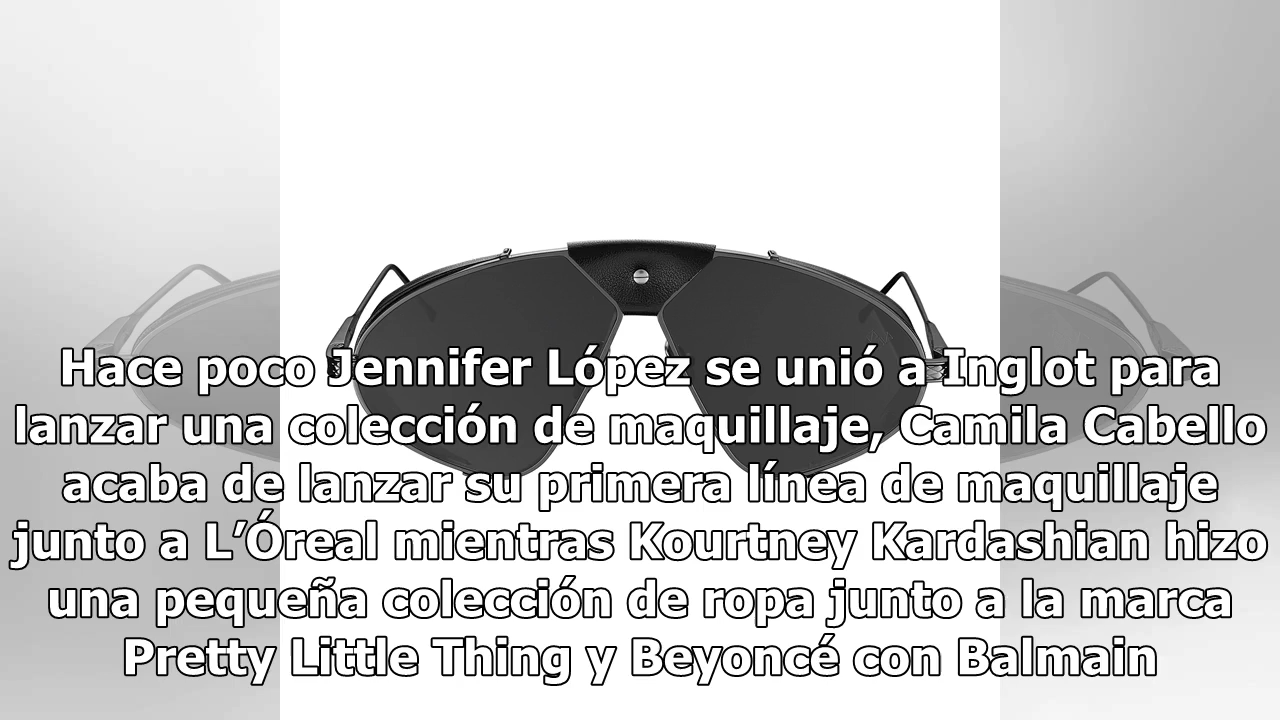 Hace poco Jennifer López se unió a Inglot para
lanzar una colección de maquillaje, Camila Cabello
acaba de lanzar su primera línea de maquillaje
junto a L’Óreal mientras Kourtney Kardashian hizo
una pequeña colección de ropa junto a la marca
Pretty Little Thing y Beyoncé con Balmain